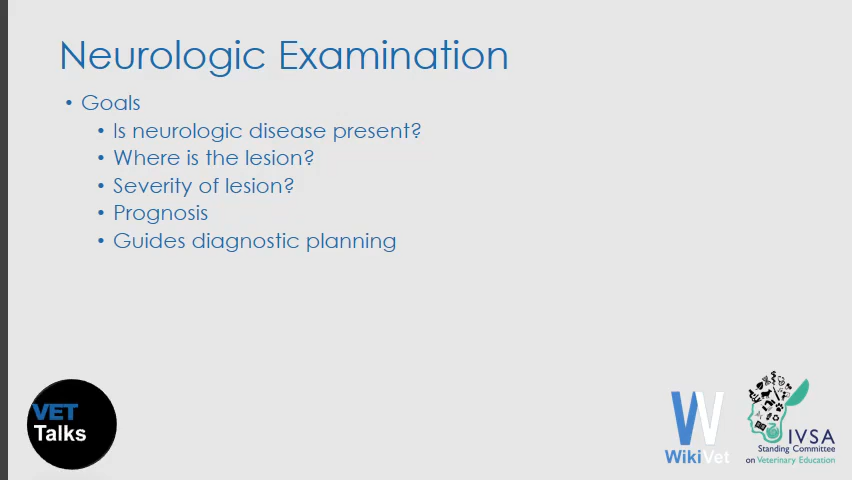 Neurologic Examination
• Goals
• Is neurologic disease present?
• Where is the lesion?
• Severity of lesion?
• Prognosis
• Guides diagnostic planning
VET
Talks
W
WikiVet
IVSA
Standing Committee
on Veterinary Education